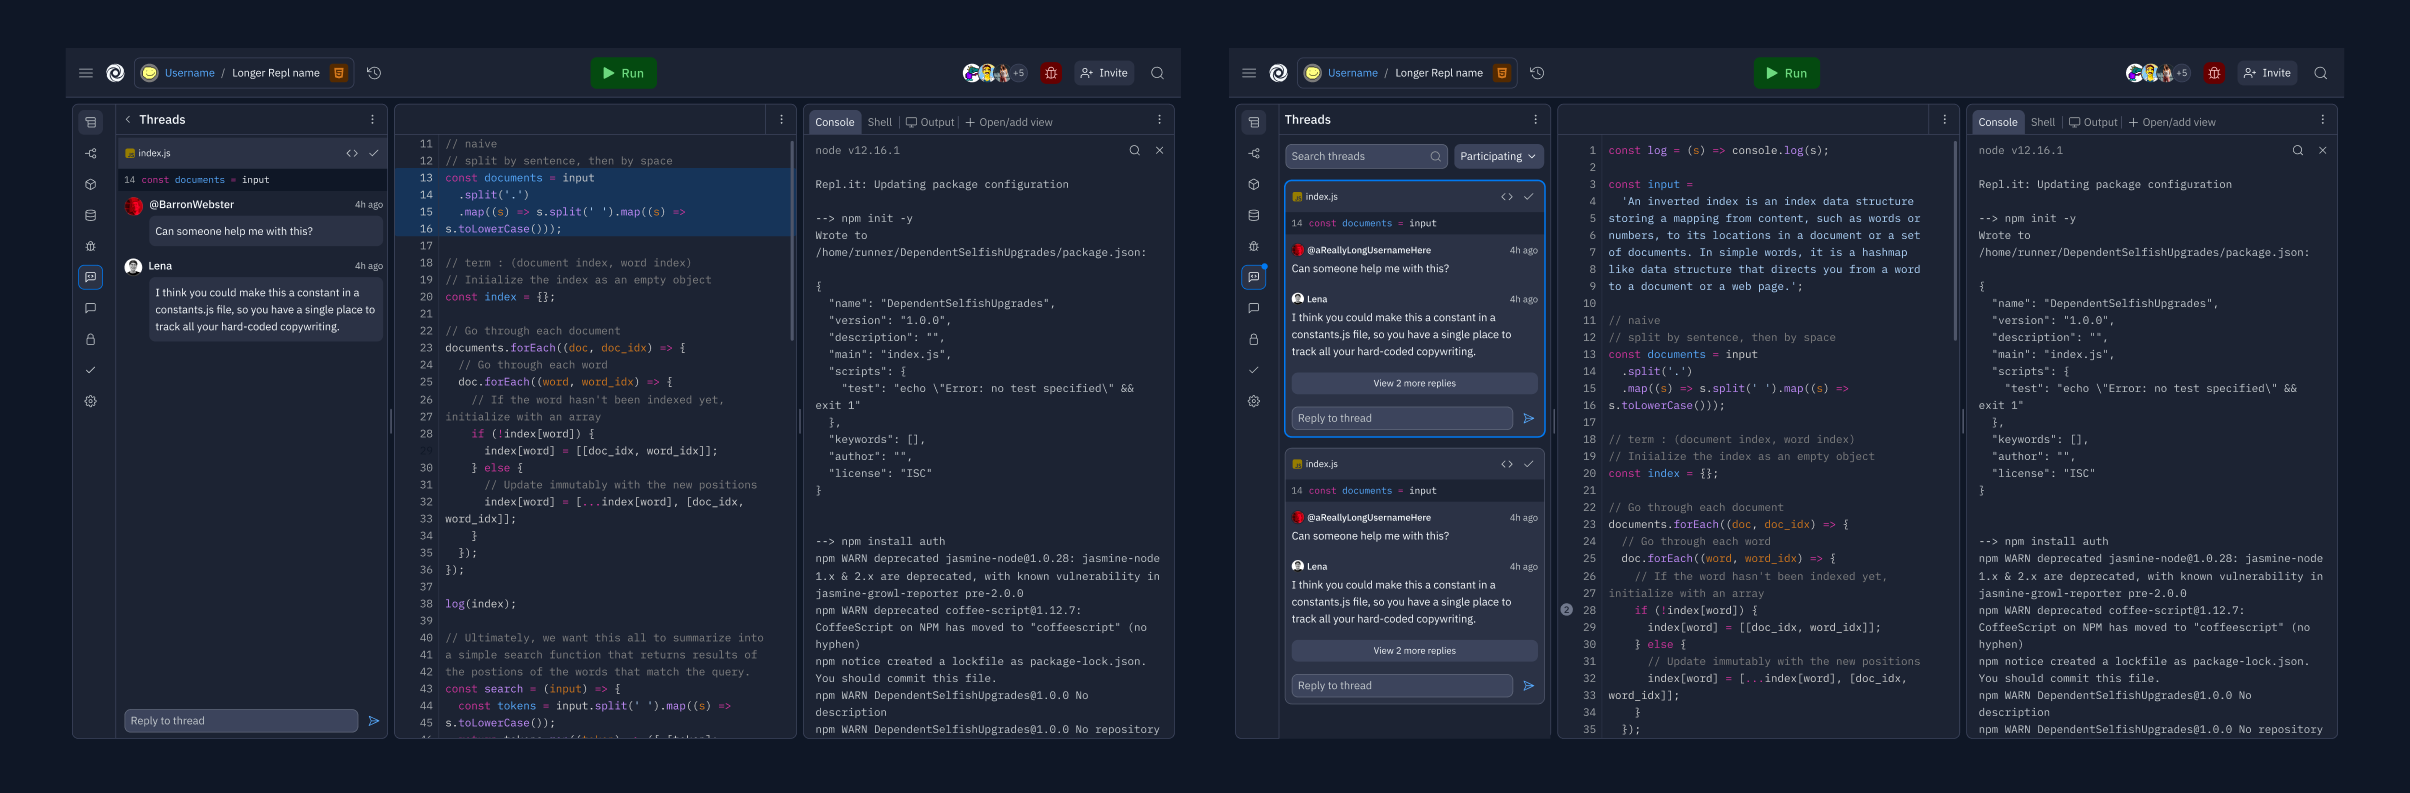 Username / Longer Repl name
Run
+5
Invite
Threads
index.js
14 const documents = input
@BarronWebster 4h ago
Can someone help me with this?
Lena 4h ago
I think you could make this a constant in a
constants.js file, so you have a single place to
track all your hard-coded copywriting.
Reply to thread
11 // naive
12 // split by sentence, then by space
13 const documents = input
14 .split('.')
15 .map((s) => s.split(' ').map((s) =>
16 s.toLowerCase()));
17
18 // term : (document index, word index)
19 // Iniialize the index as an empty object
20 const index = {};
21
22 // Go through each document
23 documents.forEach((doc, doc_idx) => {
24 // Go through each word
25 doc.forEach((word, word_idx) => {
26 // If the word hasn't been indexed yet,
27 initialize with an array
28 if (!index[word]) {
29 index[word] = [[doc_idx, word_idx]];
30 } else {
31 // Update immutably with the new positions
32 index[word] = [...index[word], [doc_idx,
33 word_idx]];
34 }
35 });
36 });
37
38 log(index);
39
40 // Ultimately, we want this all to summarize into
41 a simple search function that returns results of
42 the postions of the words that match the query.
43 const search = (input) => {
44 const tokens = input.split(' ').map((s) =>
45 s.toLowerCase());
Console Shell Output Open/add view
node v12.16.1
Repl.it: Updating package configuration
--> npm init -y
Wrote to
/home/runner/DependentSelfishUpgrades/package.json:
{
"name": "DependentSelfishUpgrades",
"version": "1.0.0",
"description": "",
"main": "index.js",
"scripts": {
"test": "echo \"Error: no test specified\" &&
exit 1"
},
"keywords": [],
"author": "",
"license": "ISC"
}
--> npm install auth
npm WARN deprecated jasmine-node@1.0.28: jasmine-node
1.x & 2.x are deprecated, with known vulnerability in
jasmine-growl-reporter pre-2.0.0
npm WARN deprecated coffee-script@1.12.7:
CoffeeScript on NPM has moved to "coffeescript" (no
hyphen)
npm notice created a lockfile as package-lock.json.
You should commit this file.
npm WARN DependentSelfishUpgrades@1.0.0 No
description
npm WARN DependentSelfishUpgrades@1.0.0 No repository
Username / Longer Repl name
Run
+5
Invite
Threads
Search threads
Participating
index.js
14 const documents = input
@aReallyLongUsernameHere 4h ago
Can someone help me with this?
Lena 4h ago
I think you could make this a constant in a
constants.js file, so you have a single place to
track all your hard-coded copywriting.
View 2 more replies
Reply to thread
index.js
14 const documents = input
@aReallyLongUsernameHere 4h ago
Can someone help me with this?
Lena 4h ago
I think you could make this a constant in a
constants.js file, so you have a single place to
track all your hard-coded copywriting.
View 2 more replies
Reply to thread
1 const log = (s) => console.log(s);
2
3 const input =
4 'An inverted index is an index data structure
5 storing a mapping from content, such as words or
6 numbers, to its locations in a document or a set
7 of documents. In simple words, it is a hashmap
8 like data structure that directs you from a word
9 to a document or a web page.';
10
11 // naive
12 // split by sentence, then by space
13 const documents = input
14 .split('.')
15 .map((s) => s.split(' ').map((s) =>
16 s.toLowerCase()));
17
18 // term : (document index, word index)
19 // Iniialize the index as an empty object
20 const index = {};
21
22 // Go through each document
23 documents.forEach((doc, doc_idx) => {
24 // Go through each word
25 doc.forEach((word, word_idx) => {
26 // If the word hasn't been indexed yet,
27 initialize with an array
2 28 if (!index[word]) {
29 index[word] = [[doc_idx, word_idx]];
30 } else {
31 // Update immutably with the new positions
32 index[word] = [...index[word], [doc_idx,
33 word_idx]];
34 }
35 });
Console Shell Output Open/add view
node v12.16.1
Repl.it: Updating package configuration
--> npm init -y
Wrote to
/home/runner/DependentSelfishUpgrades/package.json:
{
"name": "DependentSelfishUpgrades",
"version": "1.0.0",
"description": "",
"main": "index.js",
"scripts": {
"test": "echo \"Error: no test specified\" &&
exit 1"
},
"keywords": [],
"author": "",
"license": "ISC"
}
--> npm install auth
npm WARN deprecated jasmine-node@1.0.28: jasmine-node
1.x & 2.x are deprecated, with known vulnerability in
jasmine-growl-reporter pre-2.0.0
npm WARN deprecated coffee-script@1.12.7:
CoffeeScript on NPM has moved to "coffeescript" (no
hyphen)
npm notice created a lockfile as package-lock.json.
You should commit this file.
npm WARN DependentSelfishUpgrades@1.0.0 No
description
npm WARN DependentSelfishUpgrades@1.0.0 No repository